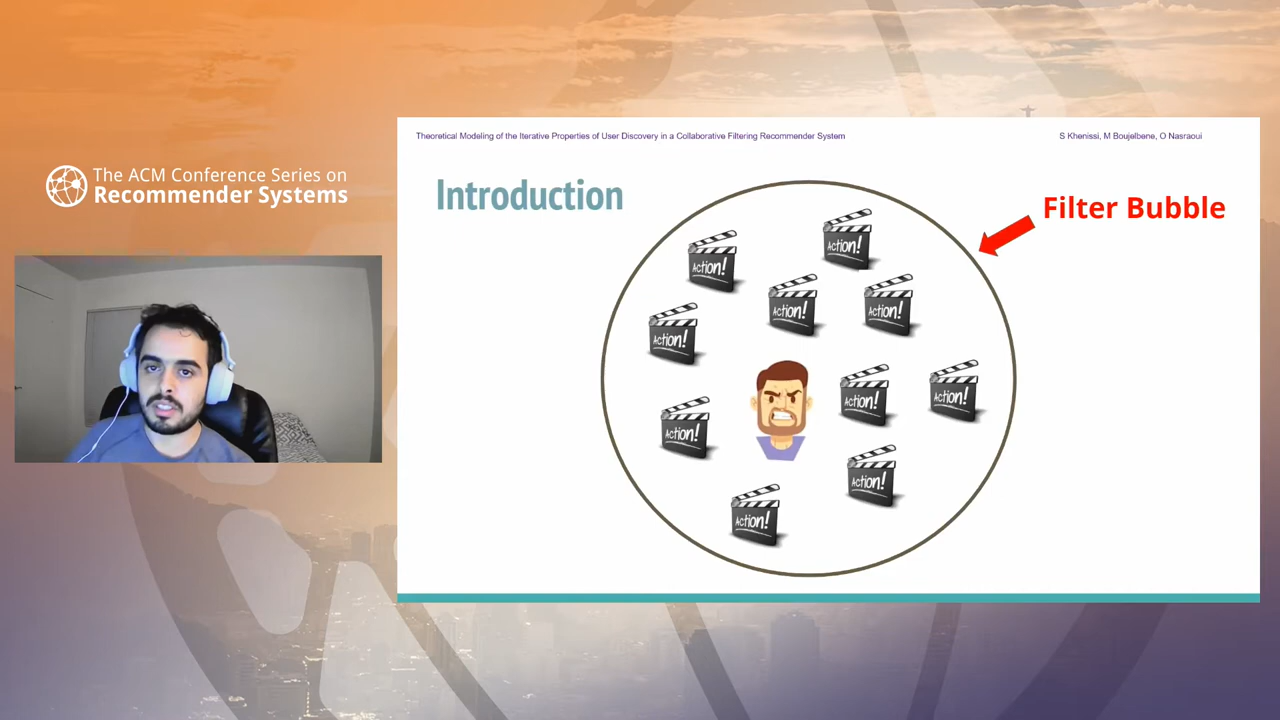 The ACM Conference Series on
Recommender Systems
Theoretical Modeling of the Iterative Properties of User Discovery in a Collaborative Filtering Recommender System
S Khenissi, M Boujelbene, O Nasraoui
Introduction
Filter Bubble
Action!
Action!
Action!
Action!
Action!
Action!
Action!
Action!
Action!
Action!